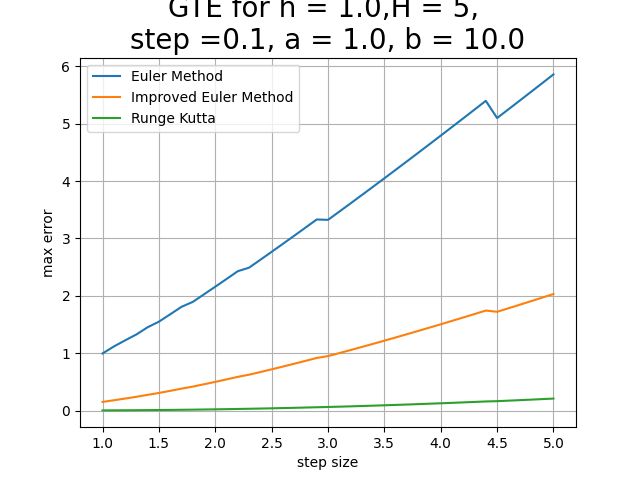 GTE for h = 1.0,H = 5,
step =0.1, a = 1.0, b = 10.0
Euler Method
Improved Euler Method
Runge Kutta
max error
6
5
4
3
2
1
0
1.0 1.5 2.0 2.5 3.0 3.5 4.0 4.5 5.0
step size